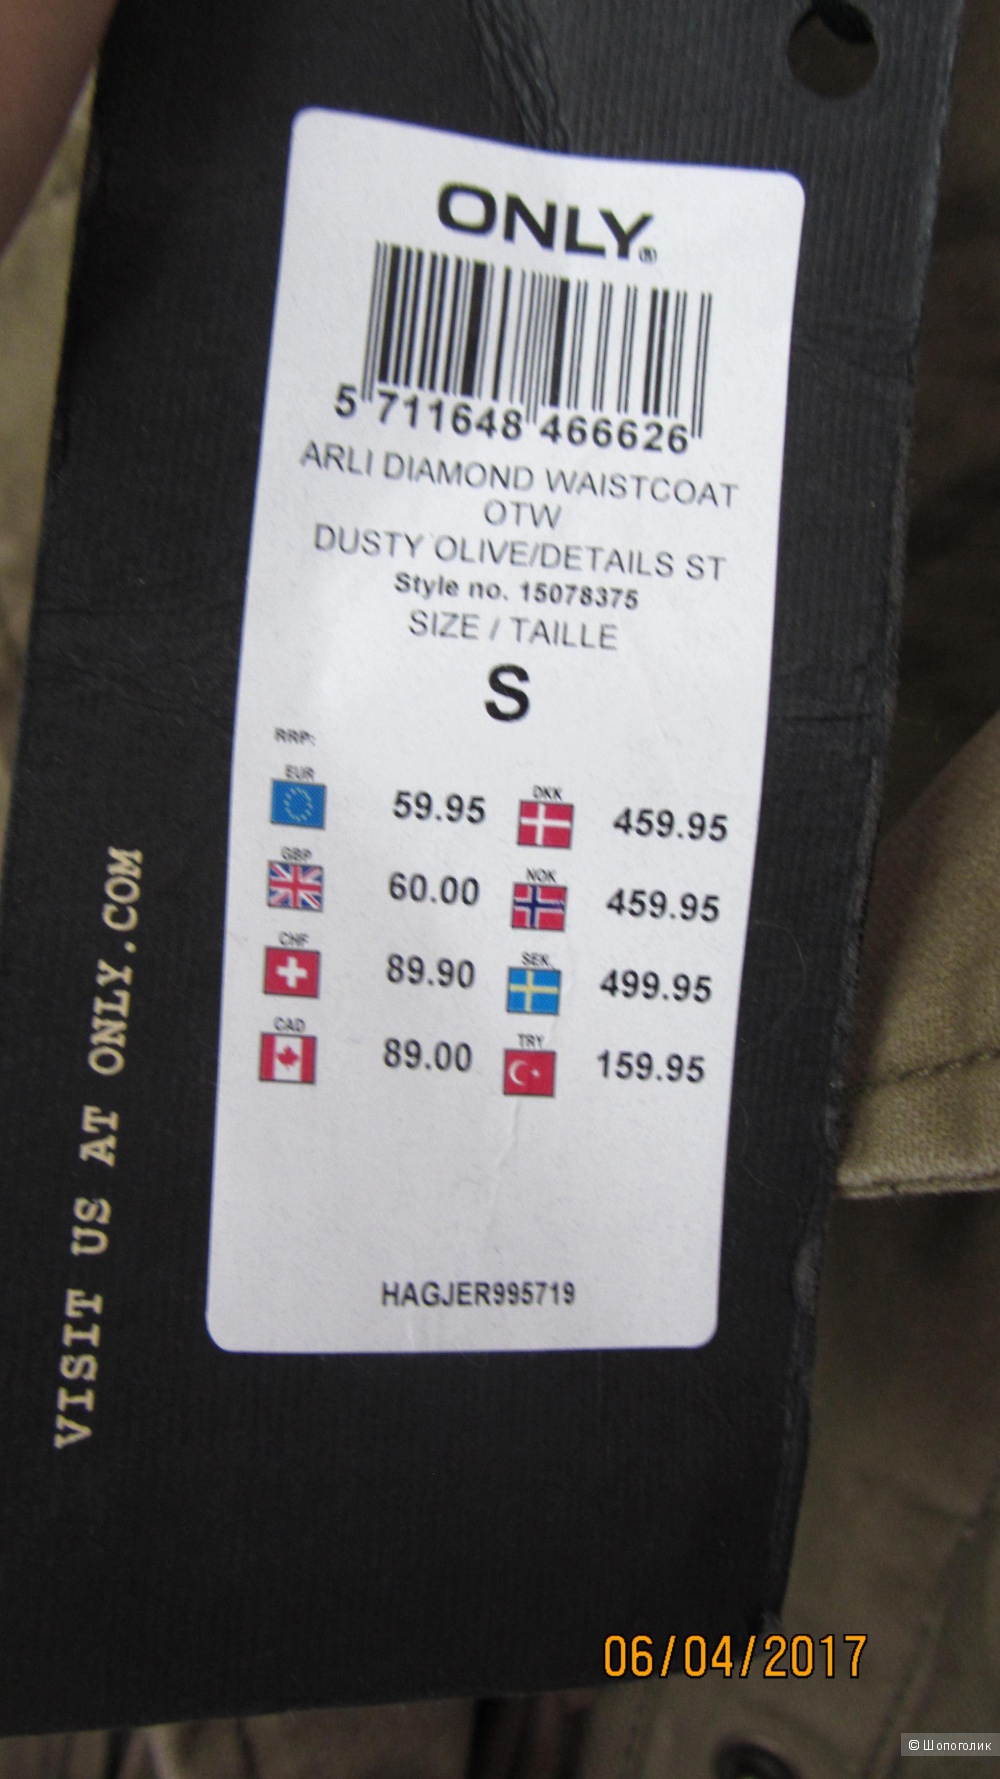 ONLY®
5 711648 466626
ARLI DIAMOND WAISTCOAT
OTW
DUSTY OLIVE/DETAILS ST
Style no. 15078375
SIZE / TAILLE
S
RRP:
EUR 59.95 DKK 459.95
GBP 60.00 NOK 459.95
CHF 89.90 SEK 499.95
CAD 89.00 TRY 159.95
HAGJER995719
VISIT US AT ONLY.COM
06/04/2017
© Шопоголик